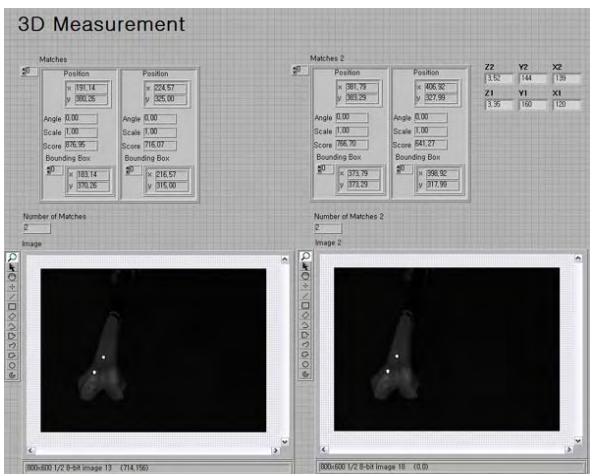 3D Measurement
Matches
Position Position
x 191,14 x 224,57
y 380,26 y 325,00
Angle 0,00 Angle 0,00
Scale 1,00 Scale 1,00
Score 876,95 Score 716,07
Bounding Box Bounding Box
x 183,14 x 216,57
y 370,26 y 315,00
Number of Matches
2
Image
800x600 1/2 8-bit image 13 (714,156)
Matches 2
Position Position
x 381,79 x 406,92
y 383,29 y 327,99
Angle 0,00 Angle 0,00
Scale 1,00 Scale 1,00
Score 766,70 Score 641,27
Bounding Box Bounding Box
x 373,79 x 398,92
y 373,29 y 317,99
Number of Matches 2
2
Image 2
800x600 1/2 8-bit image 18 (0,0)
Z2 Y2 X2
3,52 144 139
Z1 Y1 X1
3,35 160 120